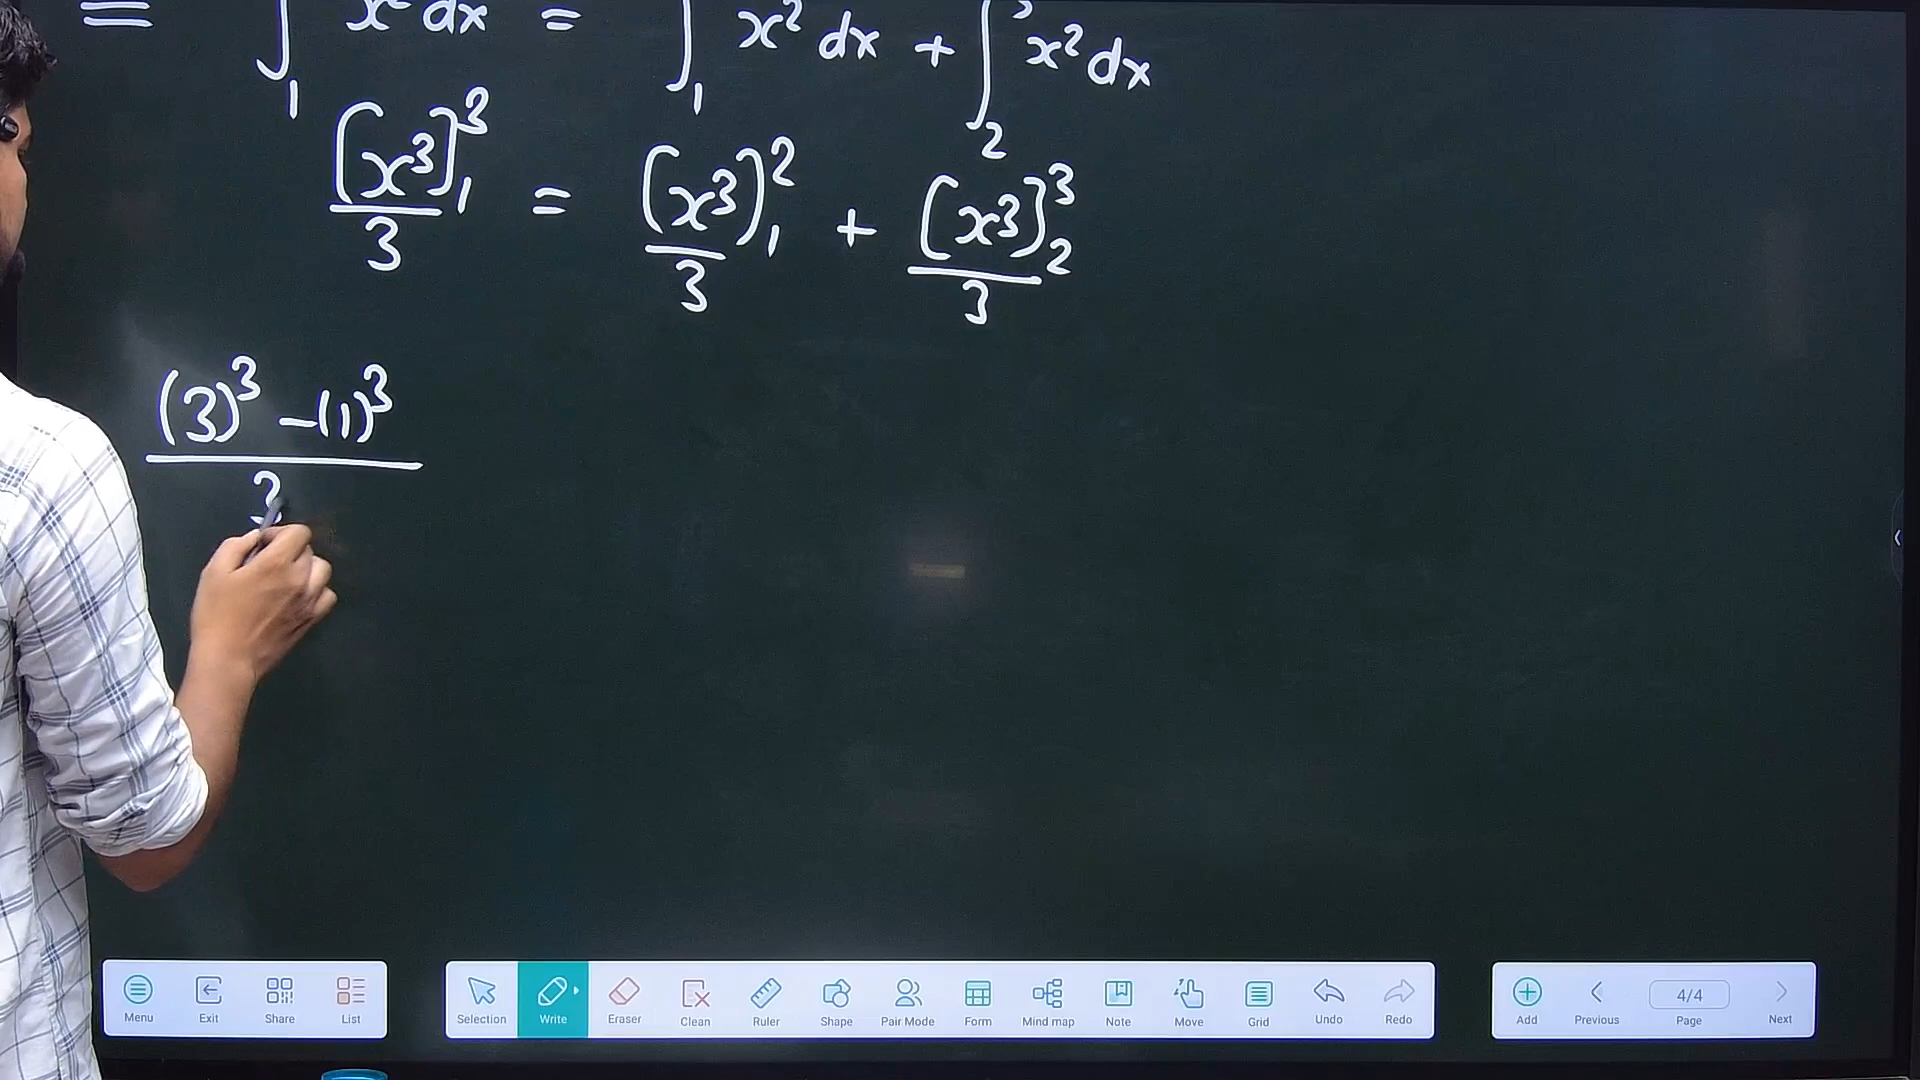 = ∫₁ x² dx = ∫₁ x² dx + ∫₂³ x² dx
[x³]₁³ / 3 = (x³)₁² / 3 + [x³]₂³ / 3
(3)³ - (1)³ / 3
Menu Exit Share List Selection Write Eraser Clean Ruler Shape Pair Mode Form Mind map Note Move Grid Undo Redo Add Previous 4/4 Page Next